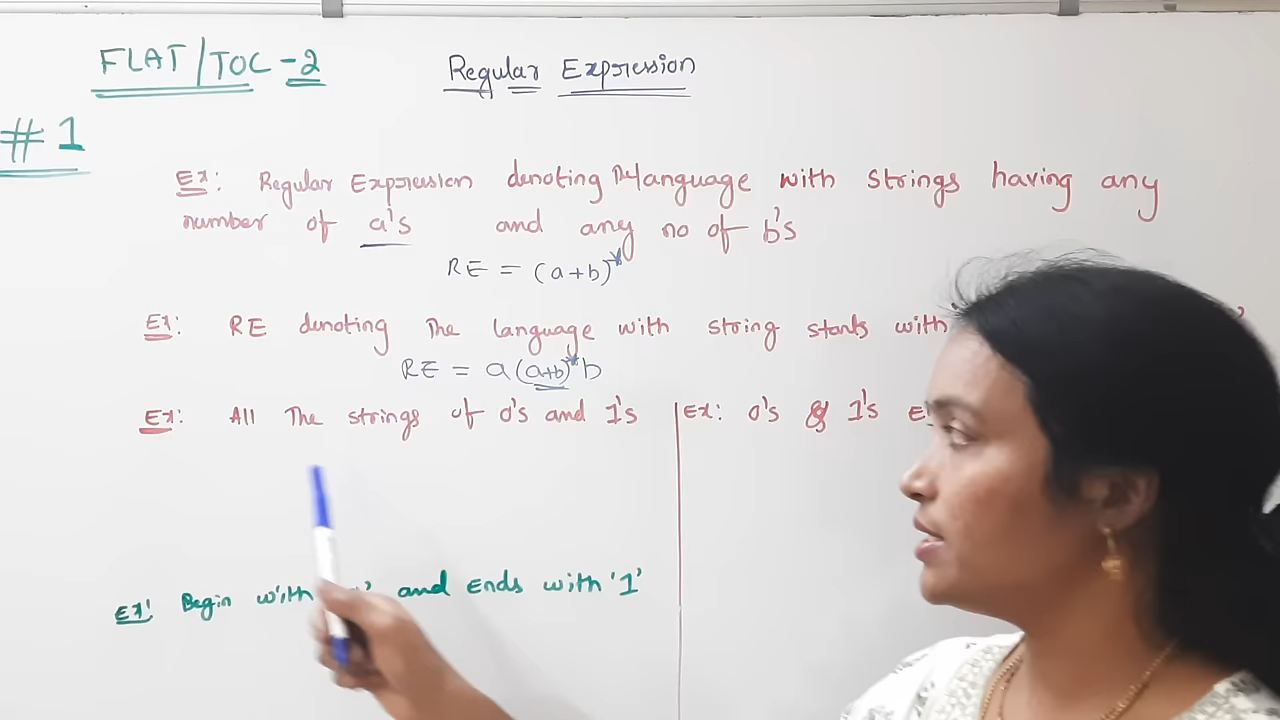 FLAT/TOC-2
Regular Expression
#1
Ex: Regular Expression denoting The language with strings having any
number of a's and any no of b's
RE = (a+b)*
Ex: RE denoting The language with string starts with
RE = a(a+b)*b
Ex: All The strings of 0's and 1's
Ex: 0's & 1's
Ex: Begin with and Ends with '1'